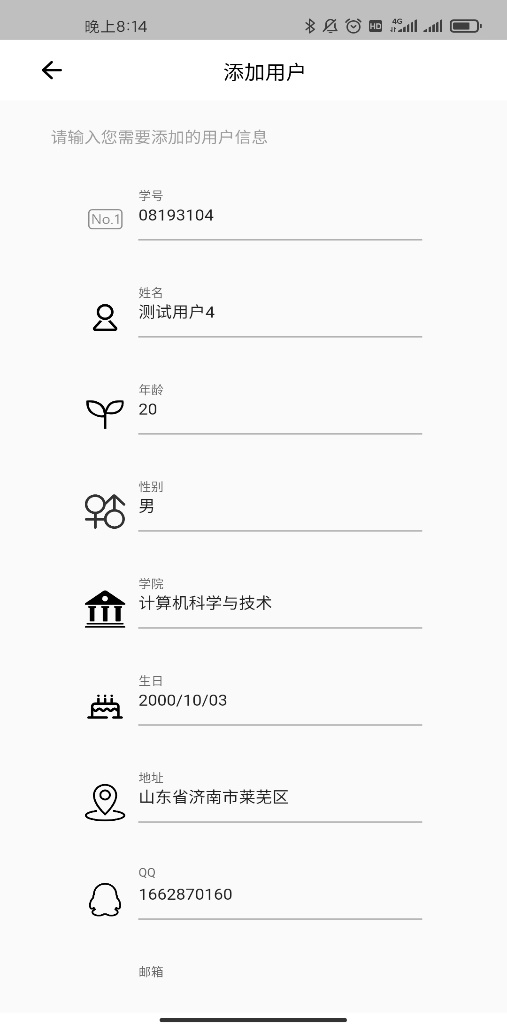 晚上8:14
HD 4G
添加用户
请输入您需要添加的用户信息
学号
No.1 08193104
姓名
测试用户4
年龄
20
性别
男
学院
计算机科学与技术
生日
2000/10/03
地址
山东省济南市莱芜区
QQ
1662870160
邮箱